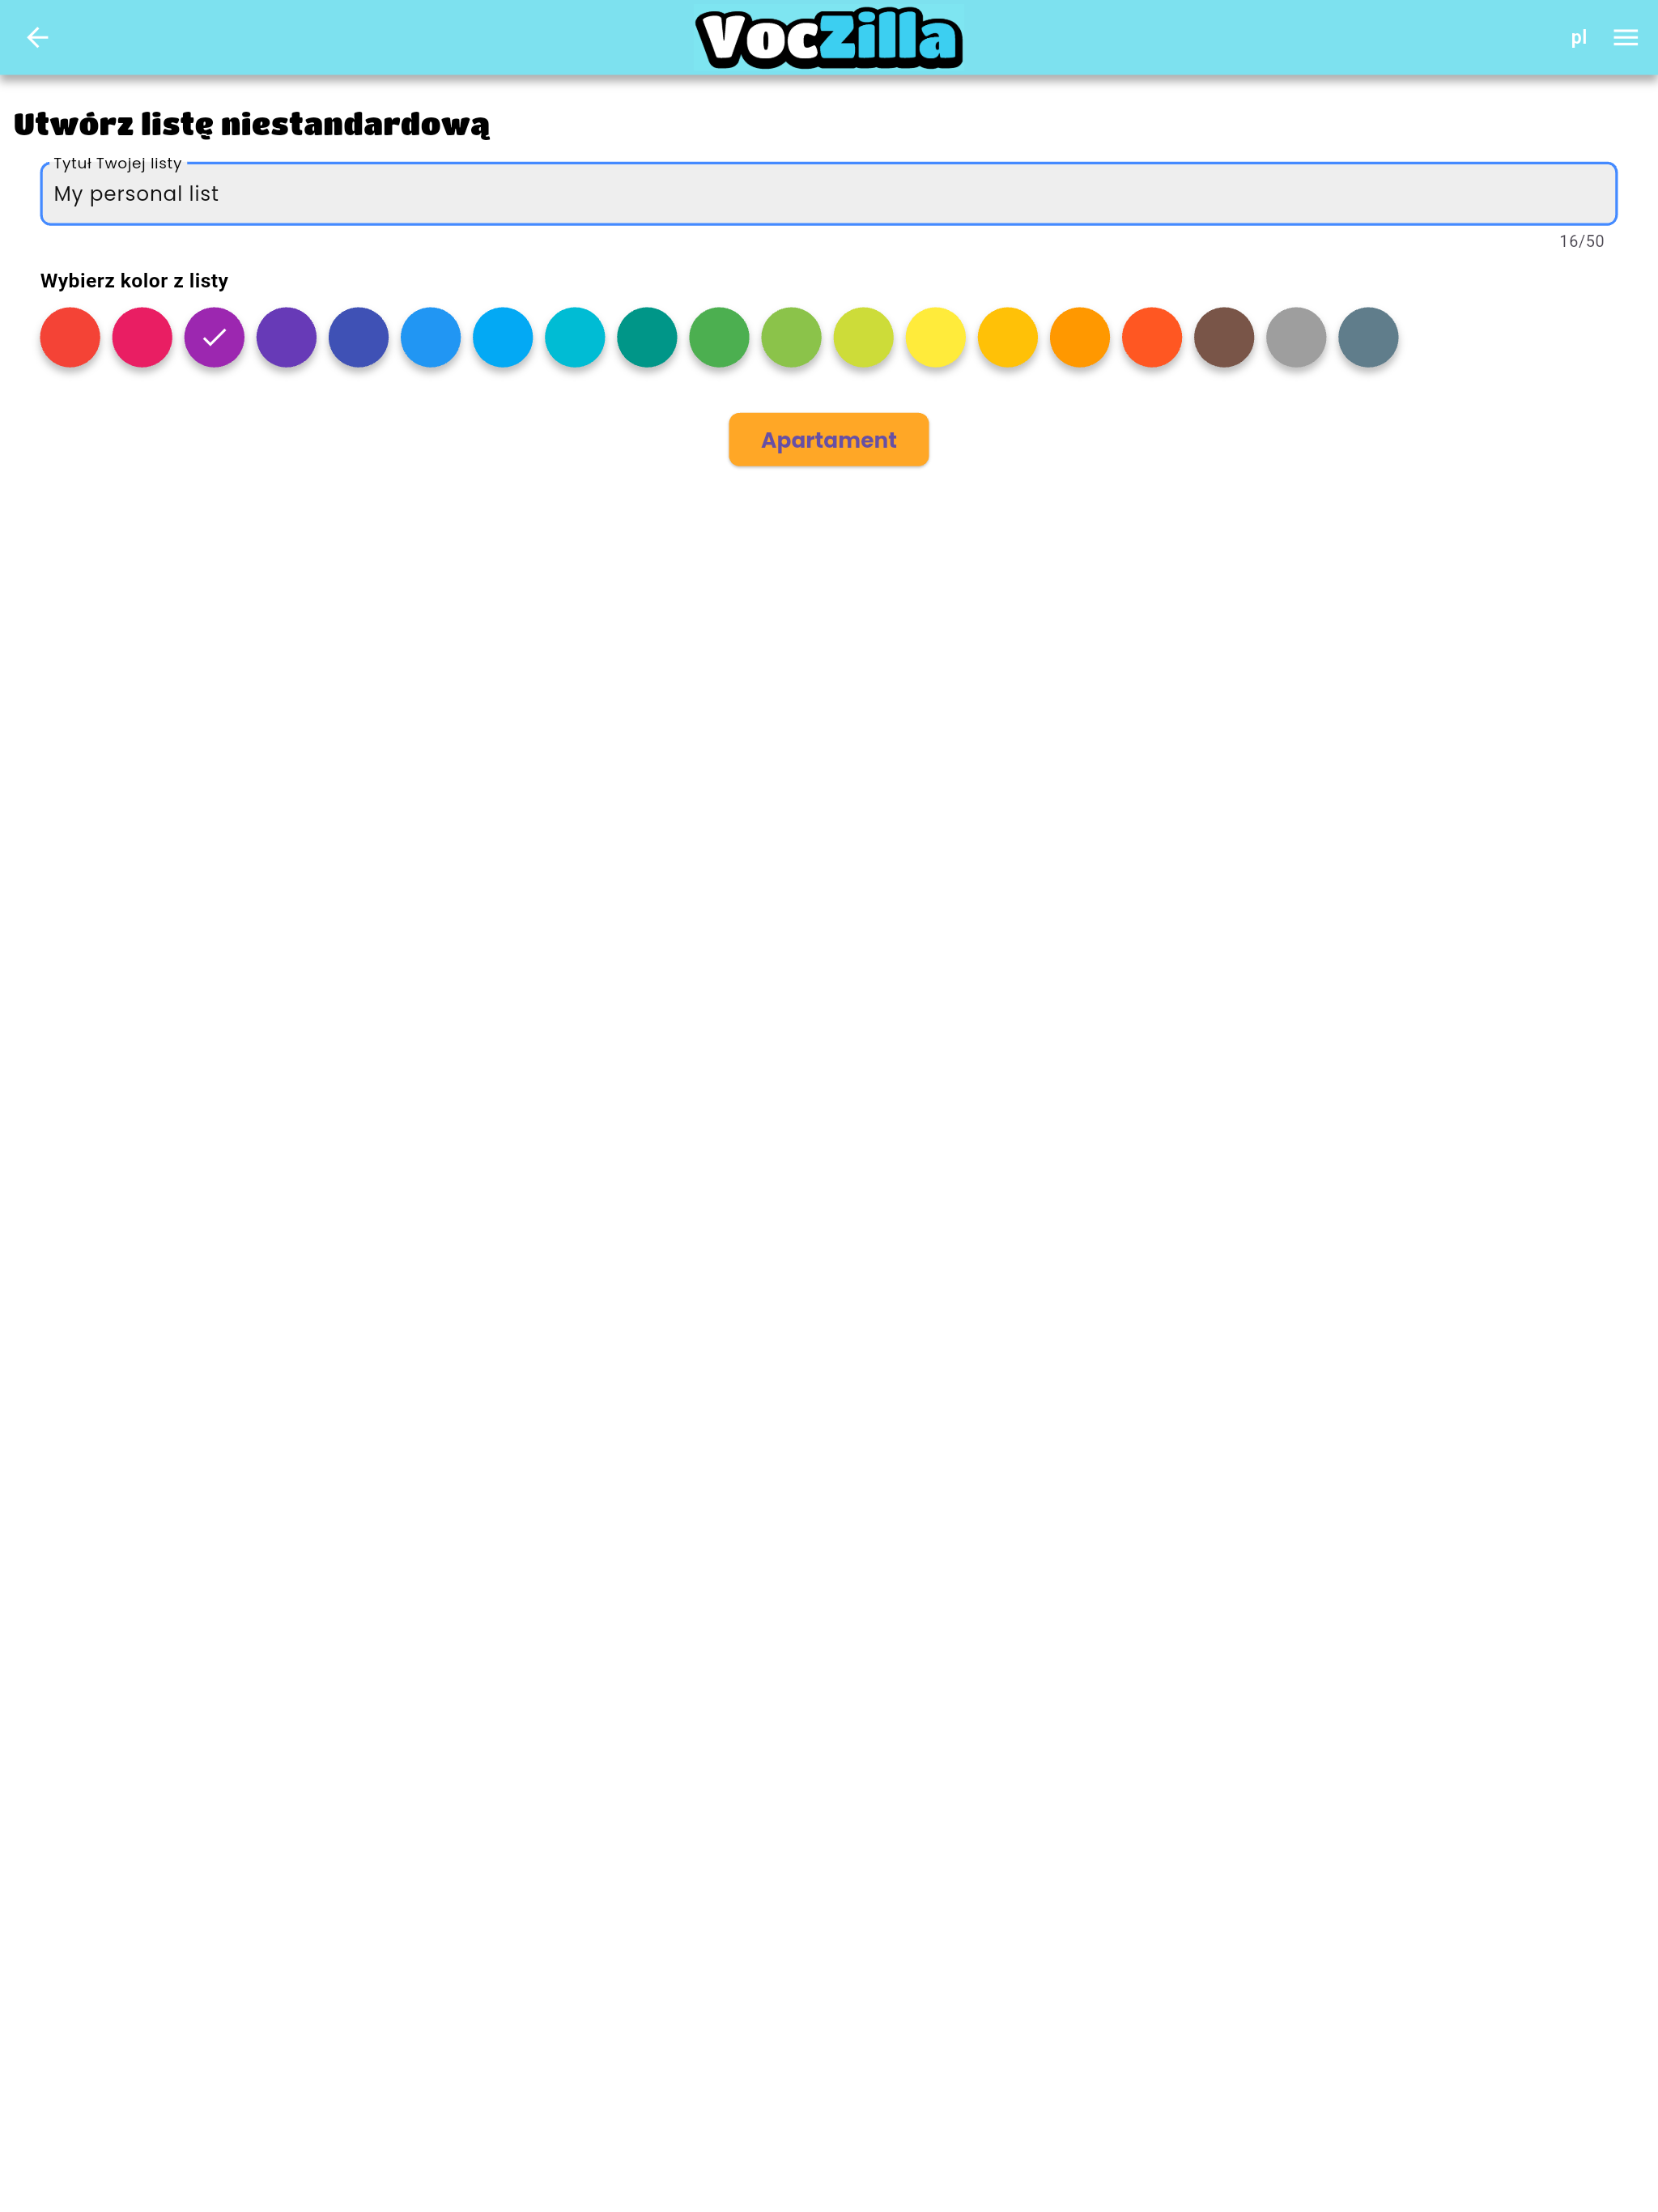 VocZilla
pl
Utwórz listę niestandardową
Tytuł Twojej listy
My personal list
16/50
Wybierz kolor z listy
Apartament